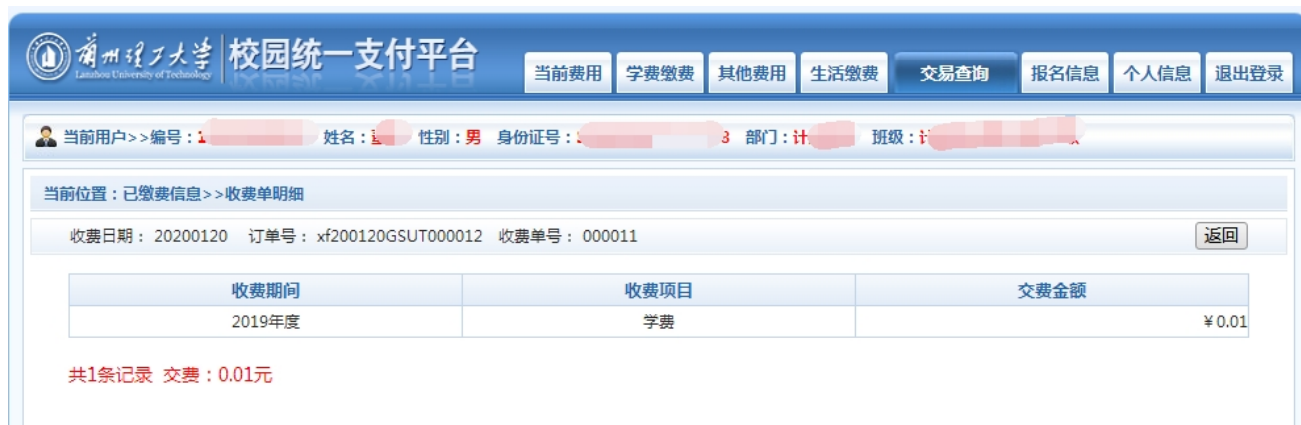 兰州理工大学 校园统一支付平台
Lanzhou University of Technology
当前费用 学费缴费 其他费用 生活缴费 交易查询 报名信息 个人信息 退出登录
当前用户>>编号：1 姓名： 性别：男 身份证号： 3 部门：计 班级：计
当前位置：已缴费信息>>收费单明细
收费日期： 20200120 订单号： xf200120GSUT000012 收费单号： 000011 返回
收费期间 收费项目 交费金额
2019年度 学费 ￥0.01
共1条记录 交费：0.01元